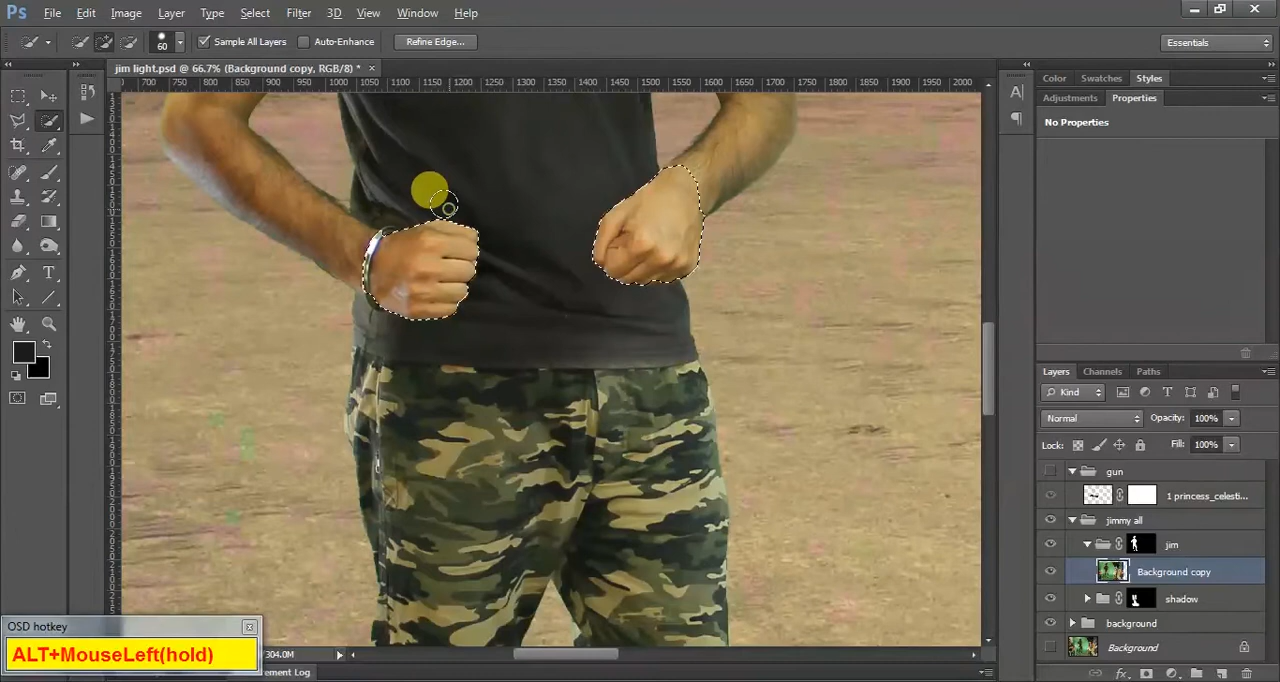 Ps File Edit Image Layer Type Select Filter 3D View Window Help
60 Sample All Layers Auto-Enhance Refine Edge... Essentials
jim light.psd @ 66.7% (Background copy, RGB/8) * ×
700 750 800 850 900 950 1000 1050 1100 1150 1200 1250 1300 1350 1400 1450 1500 1550 1600 1650 1700 1750 1800 1850 1900 1950 2000
Color Swatches Styles
Adjustments Properties
No Properties
Layers Channels Paths
Kind
Normal Opacity: 100%
Lock: Fill: 100%
gun
1 princess_celesti...
jimmy all
jim
Background copy
shadow
background
Background
OSD hotkey
ALT+MouseLeft(hold)
304.0M
ement Log